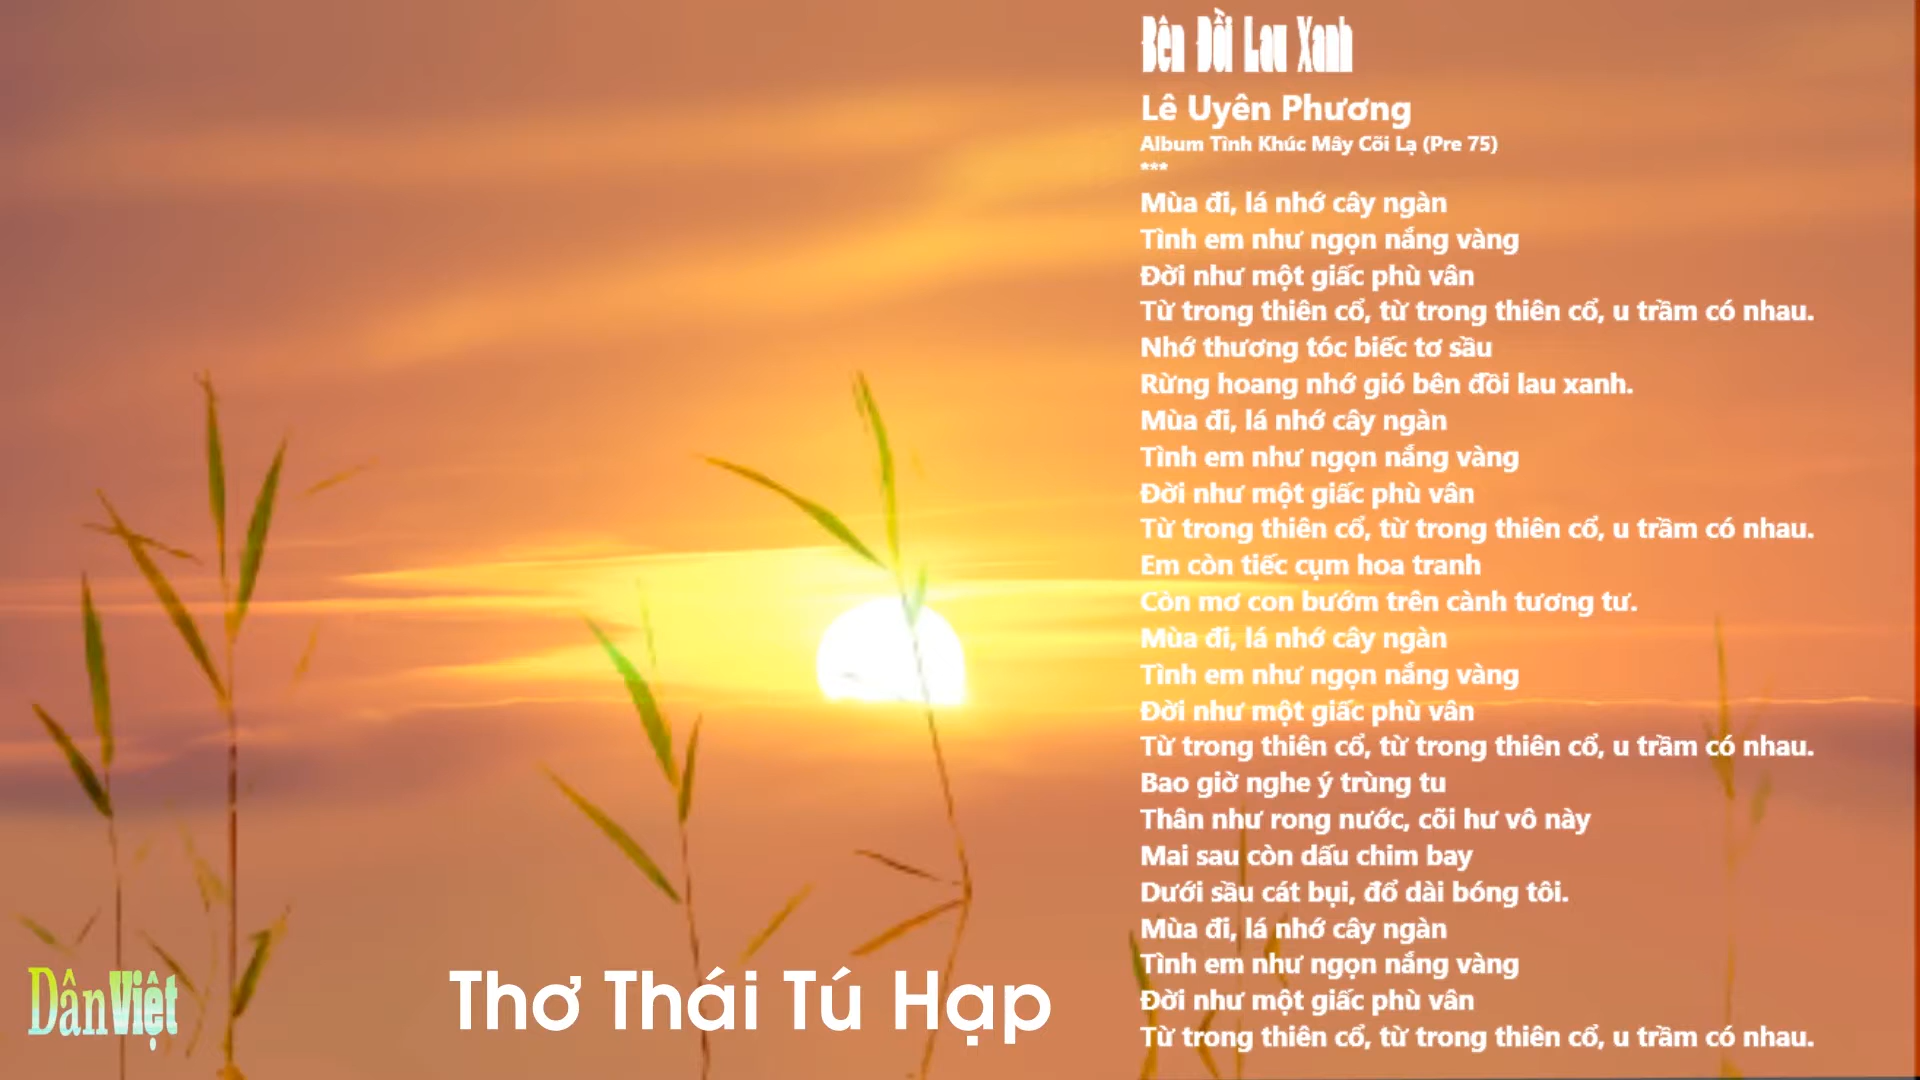 Bên Đồi Lau Xanh
Lê Uyên Phương
Album Tình Khúc Mây Cõi Lạ (Pre 75)
***
Mùa đi, lá nhớ cây ngàn
Tình em như ngọn nắng vàng
Đời như một giấc phù vân
Từ trong thiên cổ, từ trong thiên cổ, u trầm có nhau.
Nhớ thương tóc biếc tơ sầu
Rừng hoang nhớ gió bên đồi lau xanh.
Mùa đi, lá nhớ cây ngàn
Tình em như ngọn nắng vàng
Đời như một giấc phù vân
Từ trong thiên cổ, từ trong thiên cổ, u trầm có nhau.
Em còn tiếc cụm hoa tranh
Còn mơ con bướm trên cành tương tư.
Mùa đi, lá nhớ cây ngàn
Tình em như ngọn nắng vàng
Đời như một giấc phù vân
Từ trong thiên cổ, từ trong thiên cổ, u trầm có nhau.
Bao giờ nghe ý trùng tu
Thân như rong nước, cõi hư vô này
Mai sau còn dấu chim bay
Dưới sầu cát bụi, đổ dài bóng tôi.
Mùa đi, lá nhớ cây ngàn
Tình em như ngọn nắng vàng
Đời như một giấc phù vân
Từ trong thiên cổ, từ trong thiên cổ, u trầm có nhau.
DânViệt
Thơ Thái Tú Hạp